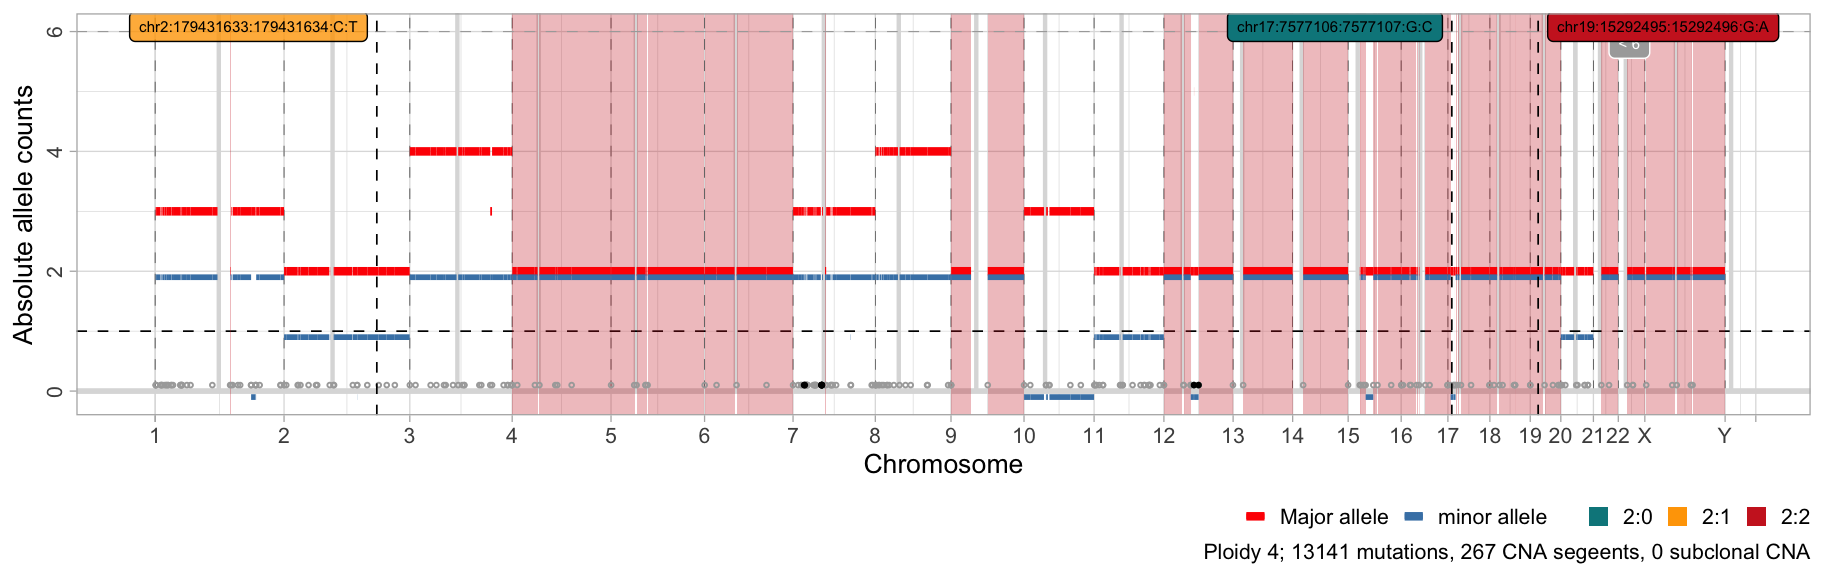 chr2:179431633:179431634:C:T
chr17:7577106:7577107:G:C
chr19:15292495:15292496:G:A
< 6
6
4
2
0
Absolute allele counts
1 2 3 4 5 6 7 8 9 10 11 12 13 14 15 16 17 18 19 20 21 22 X Y
Chromosome
Major allele minor allele 2:0 2:1 2:2
Ploidy 4; 13141 mutations, 267 CNA segeents, 0 subclonal CNA